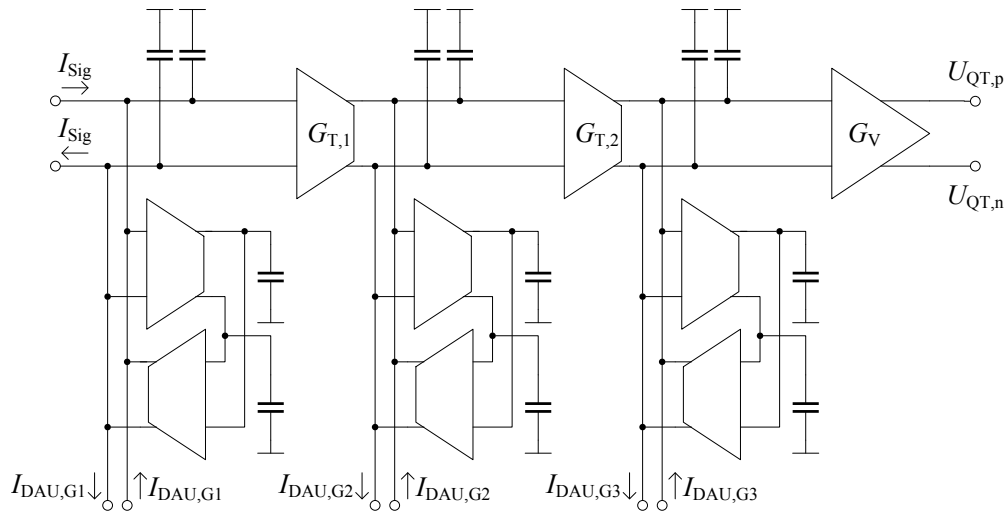 I_Sig
U_QT,p
I_Sig
G_T,1
G_T,2
G_V
U_QT,n
I_DAU,G1
I_DAU,G1
I_DAU,G2
I_DAU,G2
I_DAU,G3
I_DAU,G3